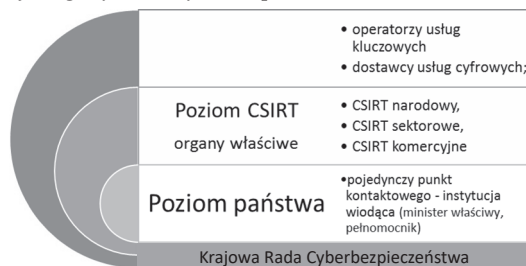 • operatorzy usług
kluczowych
• dostawcy usług cyfrowych;
Poziom CSIRT
organy właściwe
• CSIRT narodowy,
• CSIRT sektorowe,
• CSIRT komercyjne
Poziom państwa
•pojedynczy punkt
kontaktowego - instytucja
wiodąca (minister właściwy,
pełnomocnik)
Krajowa Rada Cyberbezpieczeństwa